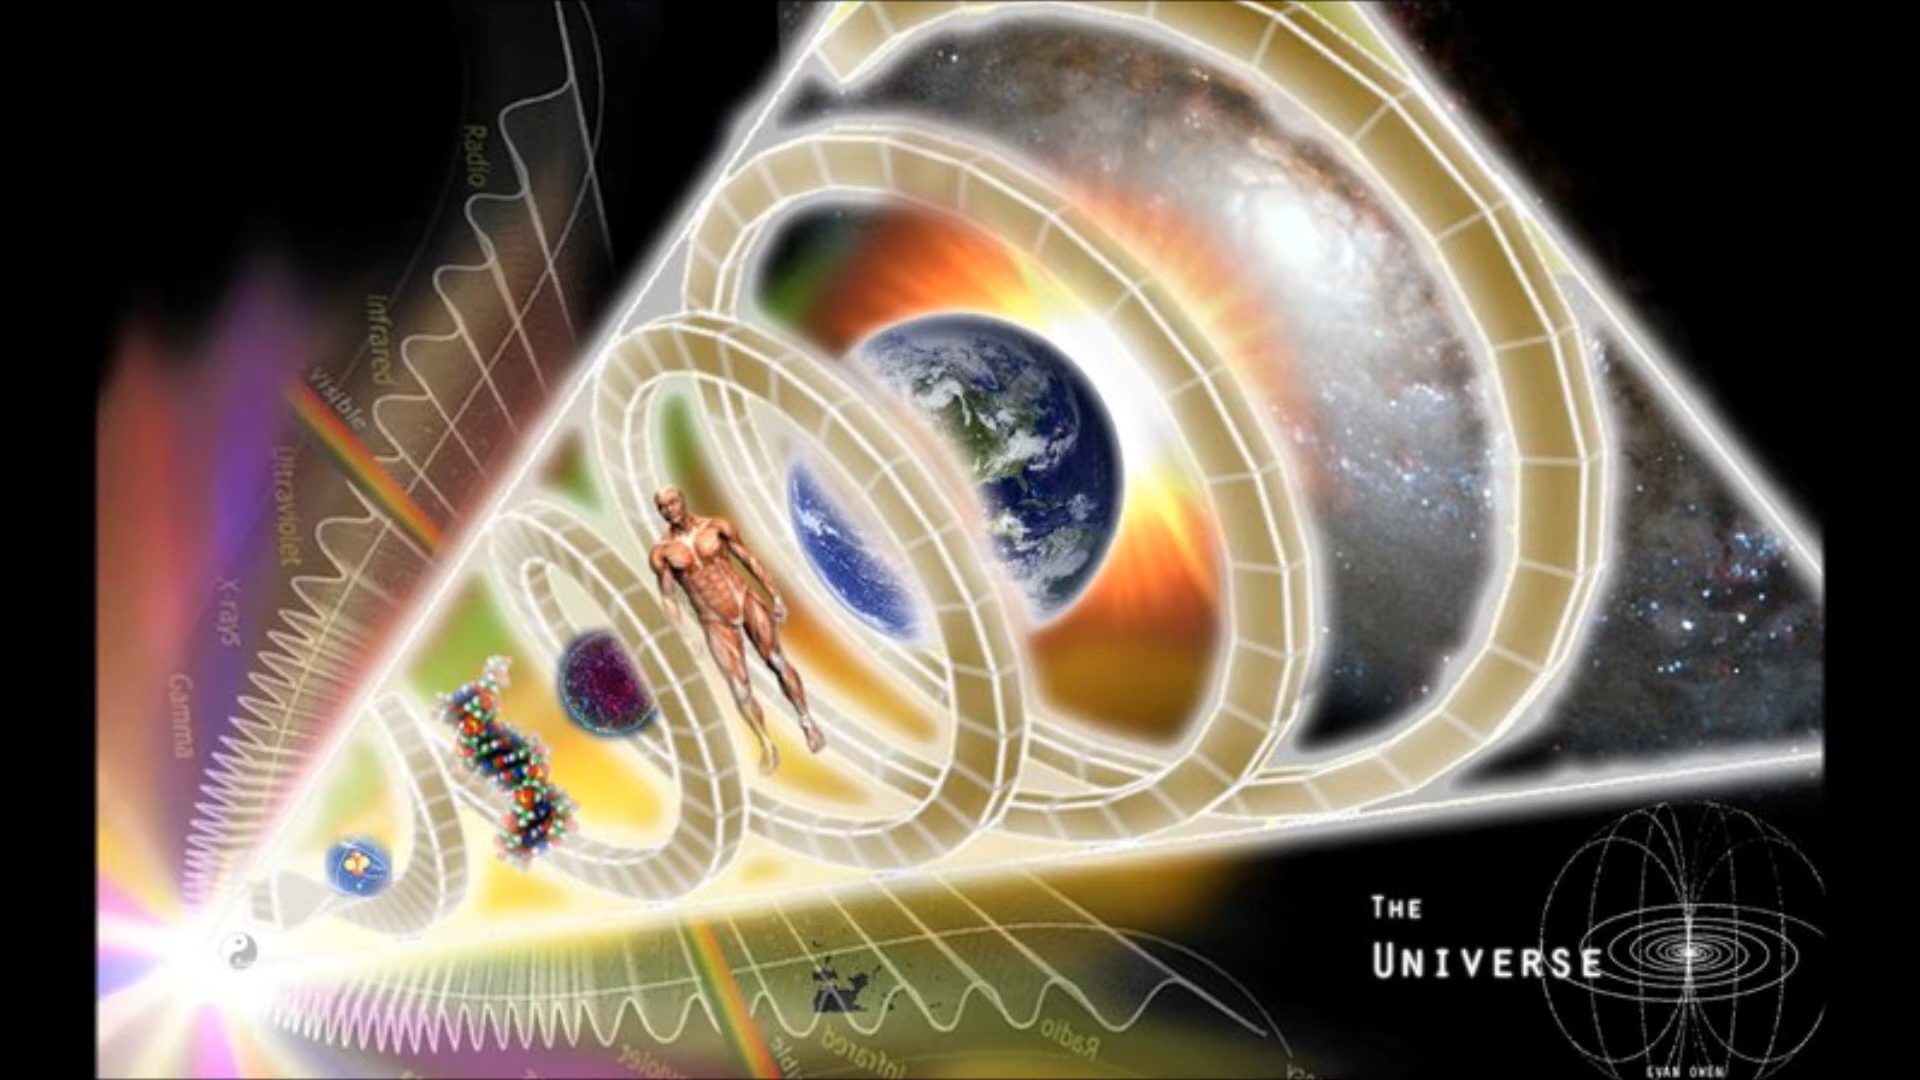 Radio
Infrared
Visible
Ultraviolet
X-rays
Gamma
THE
UNIVERSE
EVAN OWEN
Radio
Infrared